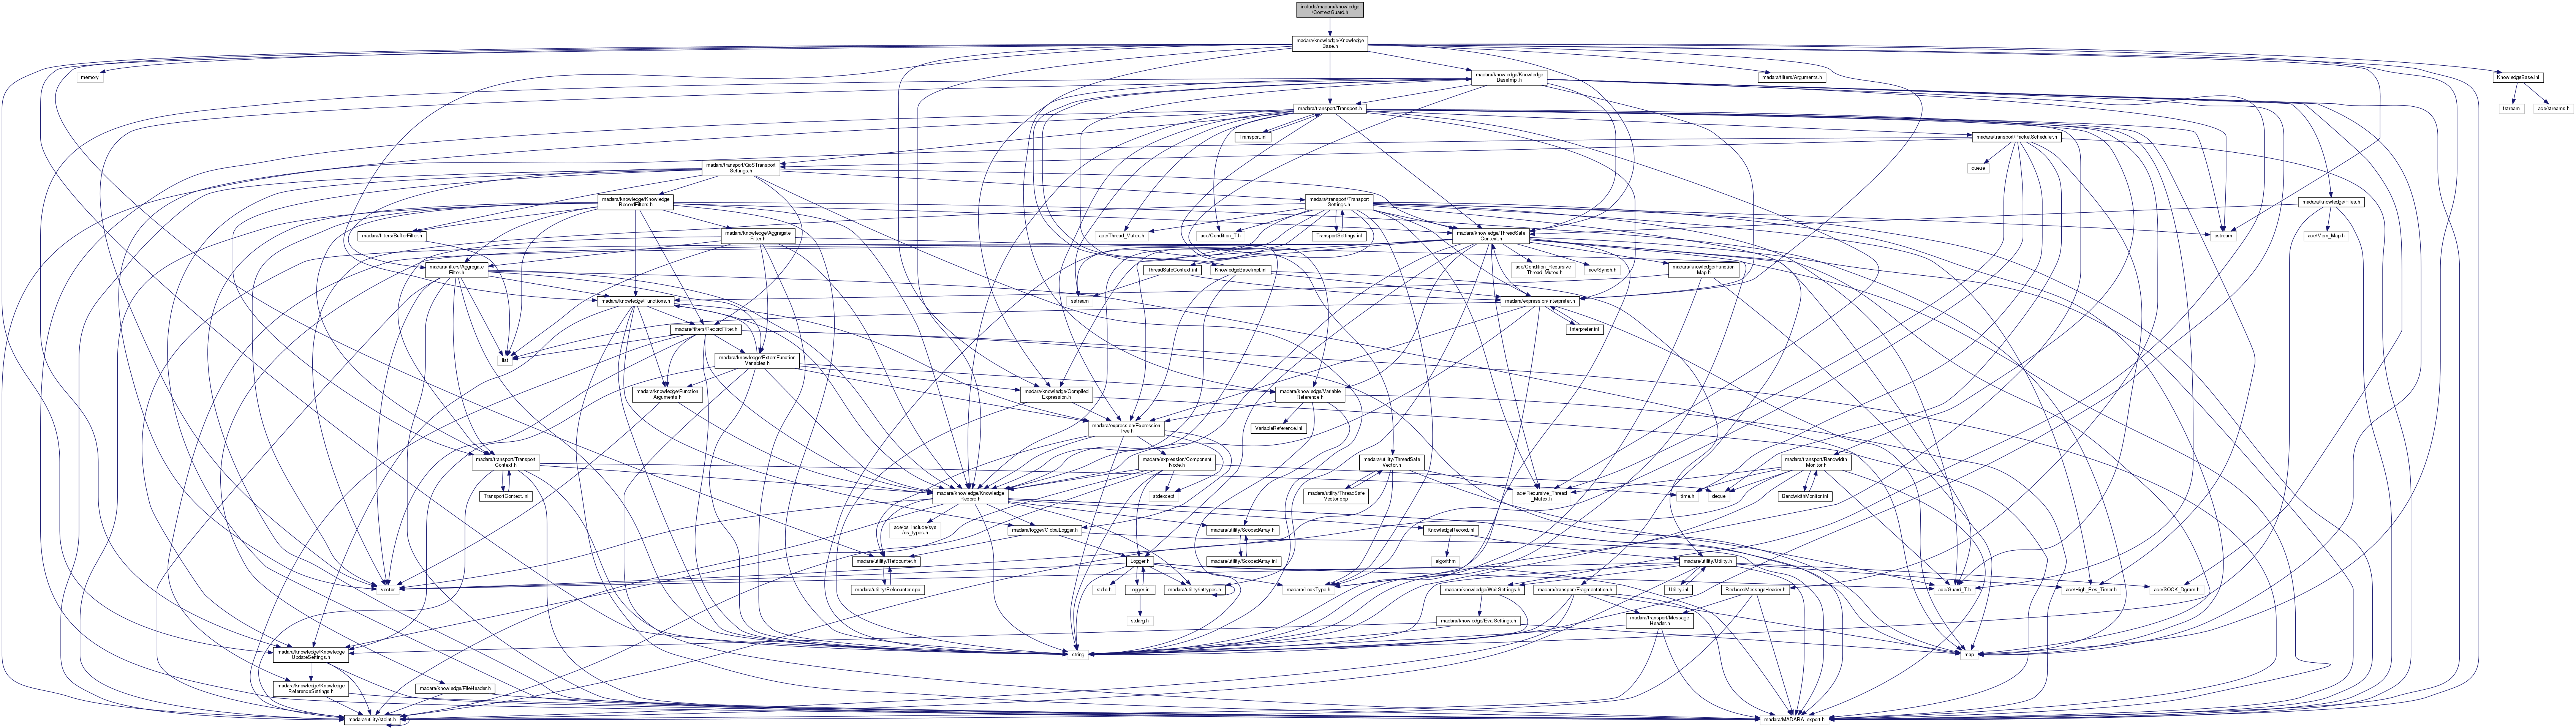 include/madara/knowledge
/ContextGuard.h
madara/knowledge/Knowledge
Base.h
memory
madara/knowledge/Knowledge
BaseImpl.h
madara/filters/Arguments.h
KnowledgeBase.inl
madara/transport/Transport.h
fstream
ace/streams.h
Transport.inl
madara/transport/PacketScheduler.h
madara/transport/QoSTransport
Settings.h
queue
madara/knowledge/Knowledge
RecordFilters.h
madara/transport/Transport
Settings.h
madara/knowledge/Files.h
madara/filters/BufferFilter.h
madara/knowledge/Aggregate
Filter.h
ace/Thread_Mutex.h
ace/Condition_T.h
TransportSettings.inl
madara/knowledge/ThreadSafe
Context.h
ostream
ace/Mem_Map.h
madara/filters/Aggregate
Filter.h
ThreadSafeContext.inl
KnowledgeBaseImpl.inl
ace/Condition_Recursive
_Thread_Mutex.h
ace/Synch.h
madara/knowledge/Function
Map.h
madara/knowledge/Functions.h
sstream
madara/expression/Interpreter.h
madara/filters/RecordFilter.h
Interpreter.inl
list
madara/knowledge/ExternFunction
Variables.h
madara/knowledge/Function
Arguments.h
madara/knowledge/Compiled
Expression.h
madara/knowledge/Variable
Reference.h
madara/expression/Expression
Tree.h
VariableReference.inl
madara/transport/Transport
Context.h
madara/expression/Component
Node.h
madara/utility/ThreadSafe
Vector.h
madara/transport/Bandwidth
Monitor.h
TransportContext.inl
madara/knowledge/Knowledge
Record.h
stdexcept
madara/utility/ThreadSafe
Vector.cpp
ace/Recursive_Thread
_Mutex.h
time.h
deque
BandwidthMonitor.inl
ace/os_include/sys
/os_types.h
madara/logger/GlobalLogger.h
madara/utility/ScopedArray.h
KnowledgeRecord.inl
madara/utility/Refcounter.h
Logger.h
madara/utility/ScopedArray.inl
algorithm
madara/utility/Utility.h
vector
madara/utility/Refcounter.cpp
stdio.h
Logger.inl
madara/utility/inttypes.h
madara/LockType.h
madara/knowledge/WaitSettings.h
madara/transport/Fragmentation.h
Utility.inl
ReducedMessageHeader.h
ace/Guard_T.h
ace/High_Res_Timer.h
ace/SOCK_Dgram.h
stdarg.h
madara/knowledge/EvalSettings.h
madara/transport/Message
Header.h
madara/knowledge/Knowledge
UpdateSettings.h
string
map
madara/knowledge/Knowledge
ReferenceSettings.h
madara/knowledge/FileHeader.h
madara/utility/stdint.h
madara/MADARA_export.h